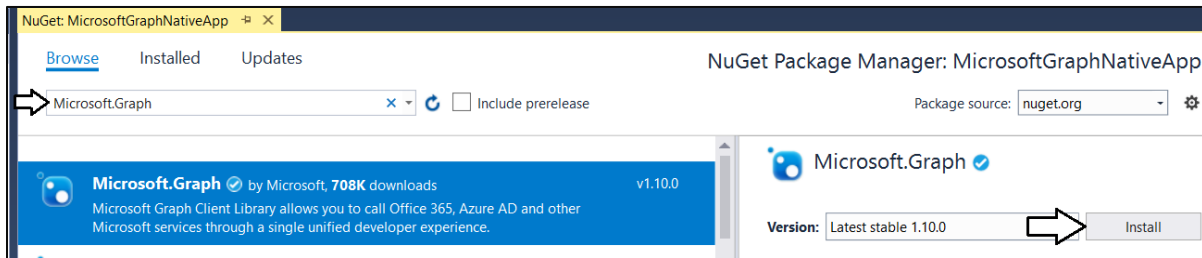 NuGet: MicrosoftGraphNativeApp
Browse Installed Updates
NuGet Package Manager: MicrosoftGraphNativeApp
Microsoft.Graph
Include prerelease
Package source: nuget.org
Microsoft.Graph by Microsoft, 708K downloads v1.10.0
Microsoft Graph Client Library allows you to call Office 365, Azure AD and other
Microsoft services through a single unified developer experience.
Microsoft.Graph
Version: Latest stable 1.10.0 Install